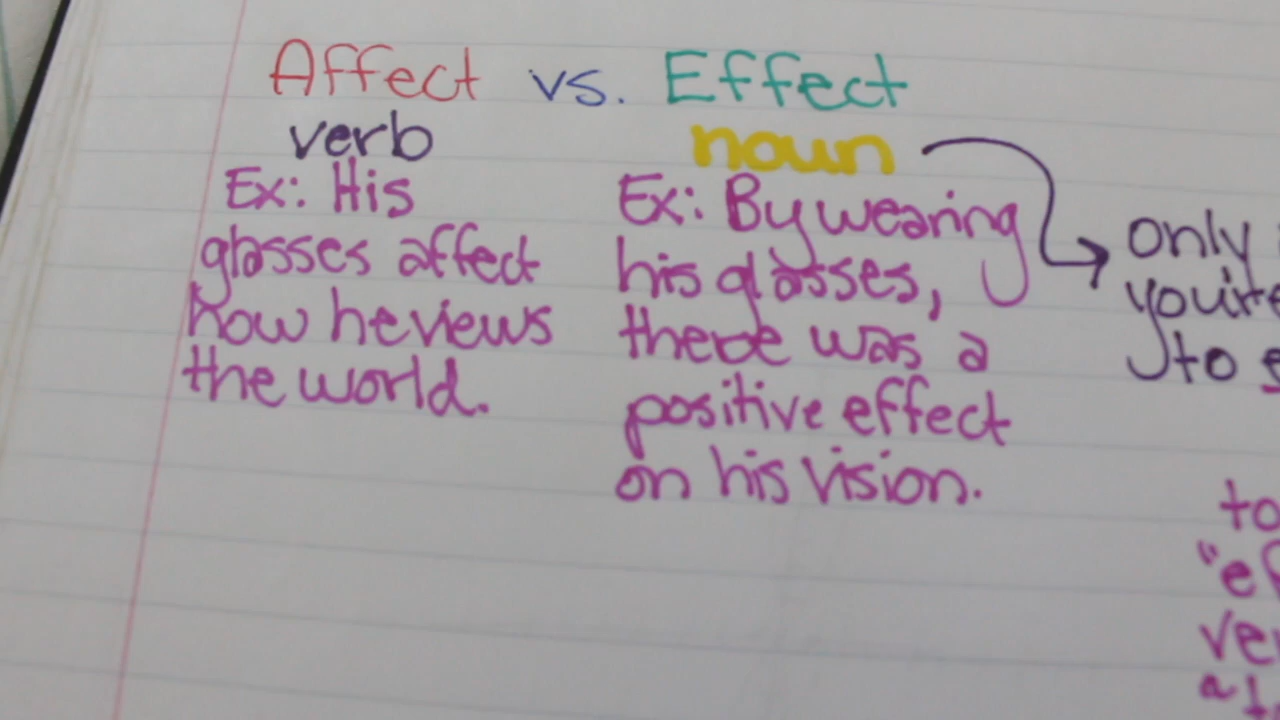 Affect vs. Effect
verb
noun
Ex: His
glasses affect
how he views
the world.
Ex: By wearing
his glasses,
there was a
positive effect
on his vision.
only
to
to